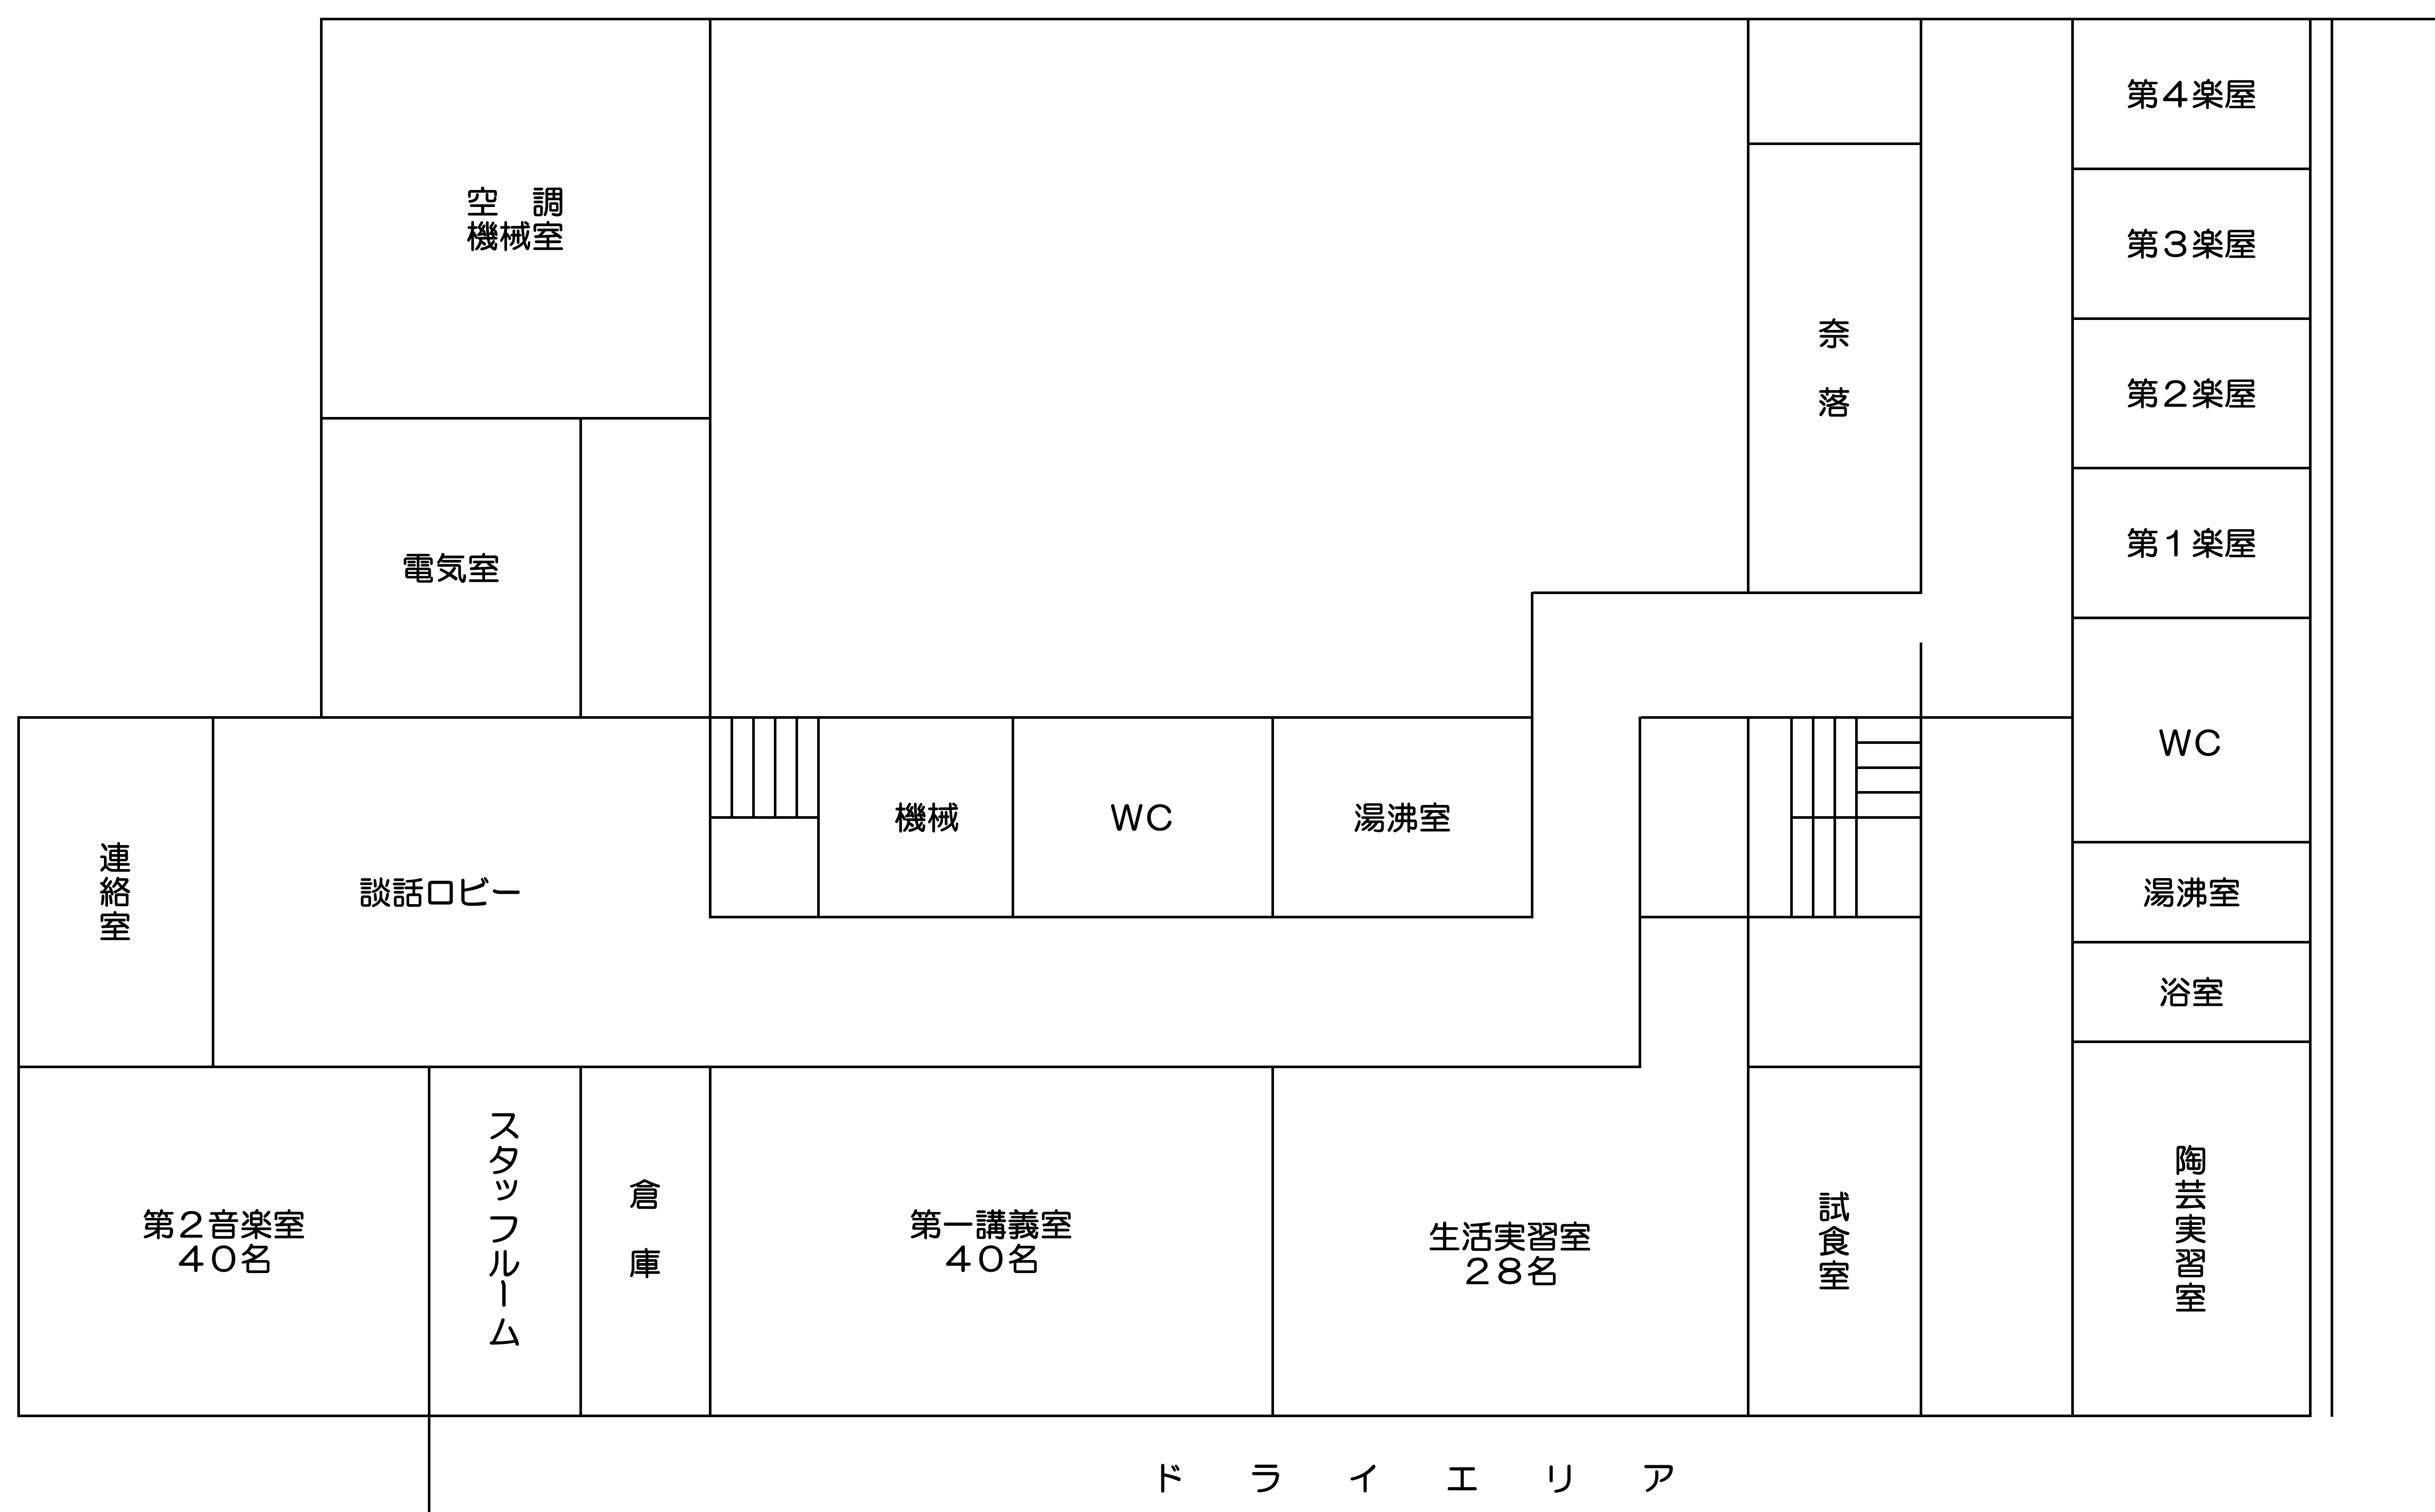 空　調
機械室
第４楽屋
第３楽屋
奈　落
第２楽屋
電気室
第１楽屋
ＷＣ
連絡室
談話ロビー
機械
ＷＣ
湯沸室
湯沸室
浴室
第２音楽室
４０名
スタッフルーム
倉　庫
第一講義室
４０名
生活実習室
２８名
試食室
陶芸実習室
ド　ラ　イ　エ　リ　ア